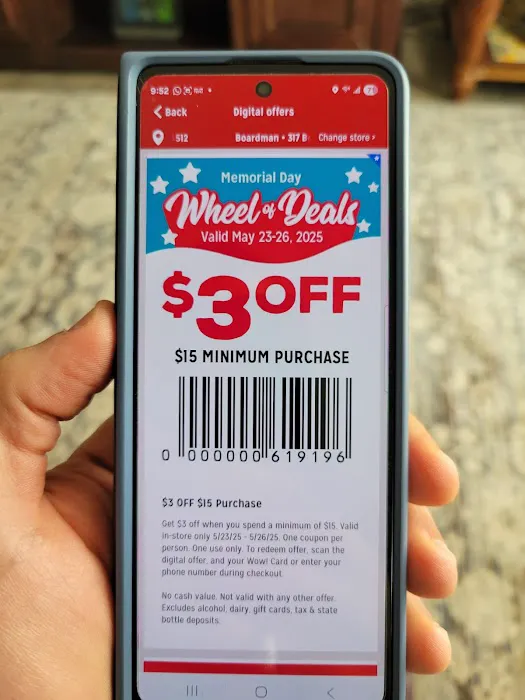 9:52
Back
Digital offers
512
Boardman • 317 B
Change store
Memorial Day
Wheel of Deals
Valid May 23-26, 2025
$3 OFF
$15 MINIMUM PURCHASE
0 000000 619196
$3 OFF $15 Purchase
Get $3 off when you spend a minimum of $15. Valid
in-store only 5/23/25 - 5/26/25. One coupon per
person. One use only. To redeem offer, scan the
digital offer, and your Wow! Card or enter your
phone number during checkout.
No cash value. Not valid with any other offer.
Excludes alcohol, dairy, gift cards, tax & state
bottle deposits.